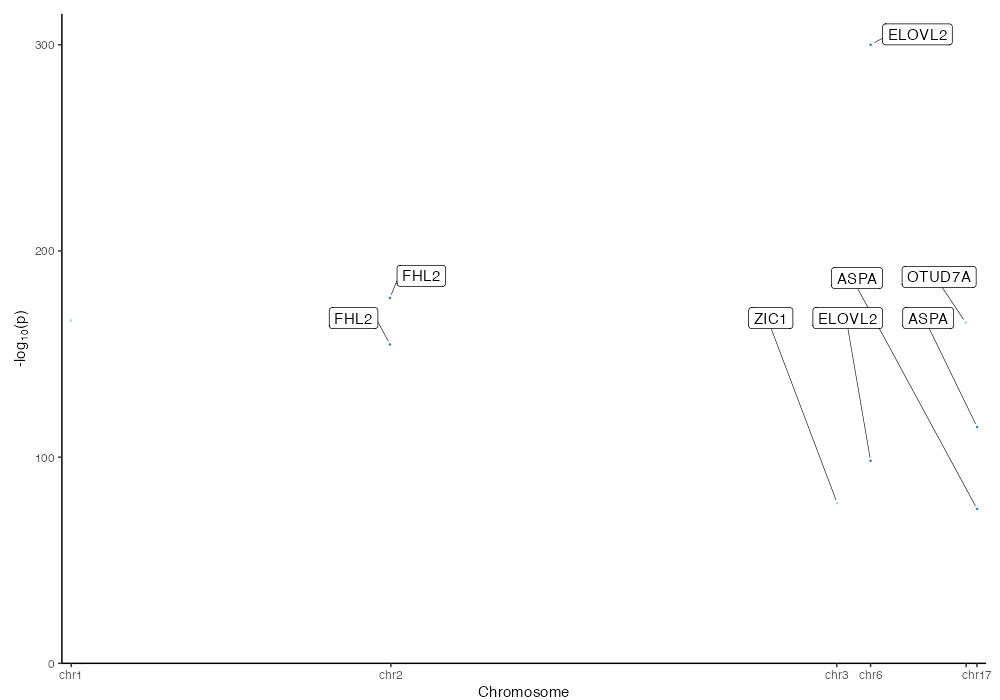 300
ELOVL2
200
FHL2
ASPA
OTUD7A
FHL2
ZIC1
ELOVL2
ASPA
-log10(p)
100
0
chr1
chr2
chr3
chr6
chr17
Chromosome